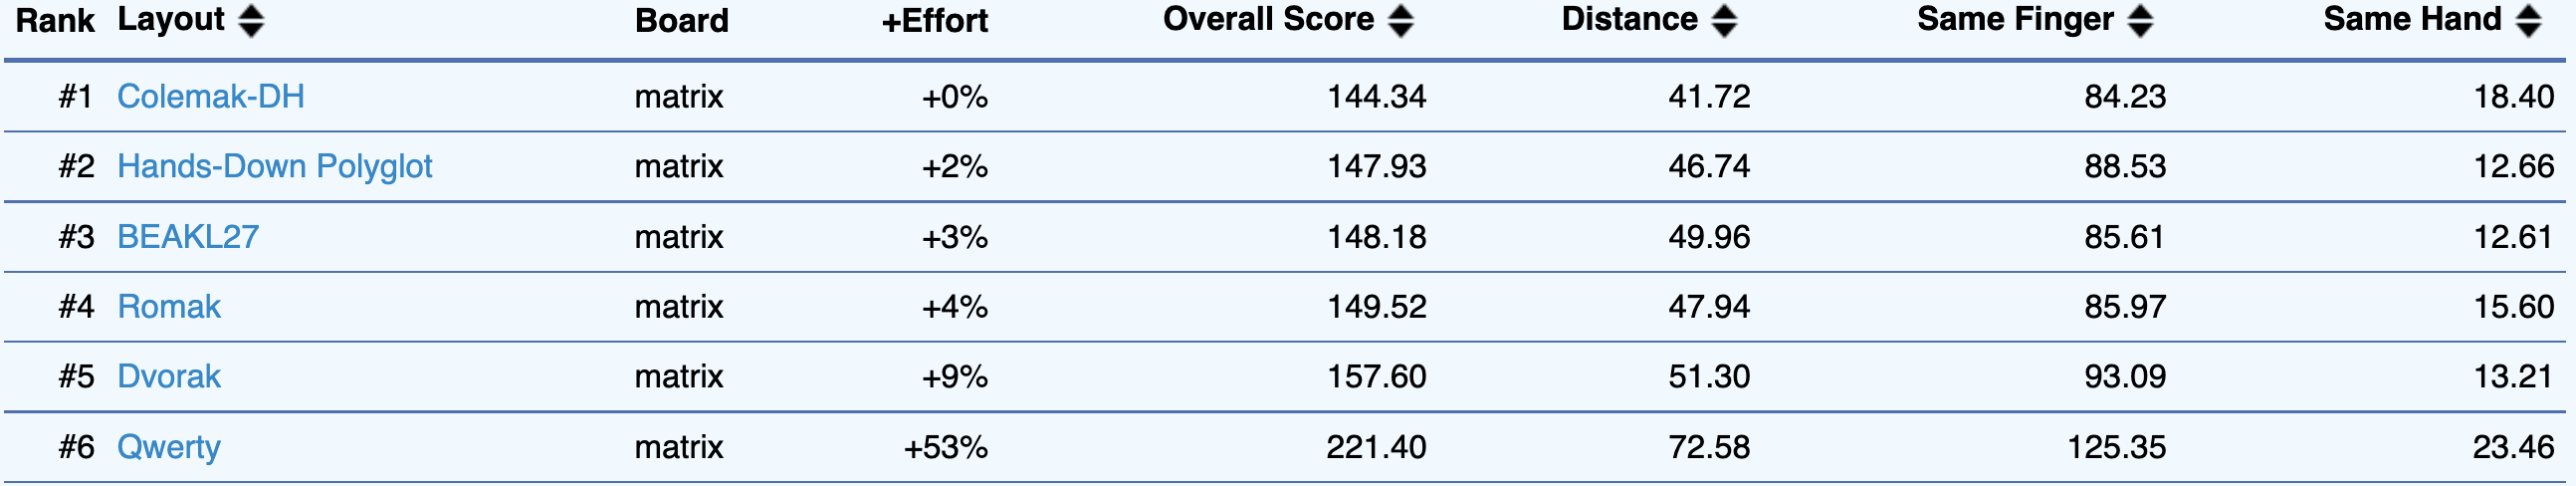 Rank Layout Board +Effort Overall Score Distance Same Finger Same Hand
#1 Colemak-DH matrix +0% 144.34 41.72 84.23 18.40
#2 Hands-Down Polyglot matrix +2% 147.93 46.74 88.53 12.66
#3 BEAKL27 matrix +3% 148.18 49.96 85.61 12.61
#4 Romak matrix +4% 149.52 47.94 85.97 15.60
#5 Dvorak matrix +9% 157.60 51.30 93.09 13.21
#6 Qwerty matrix +53% 221.40 72.58 125.35 23.46